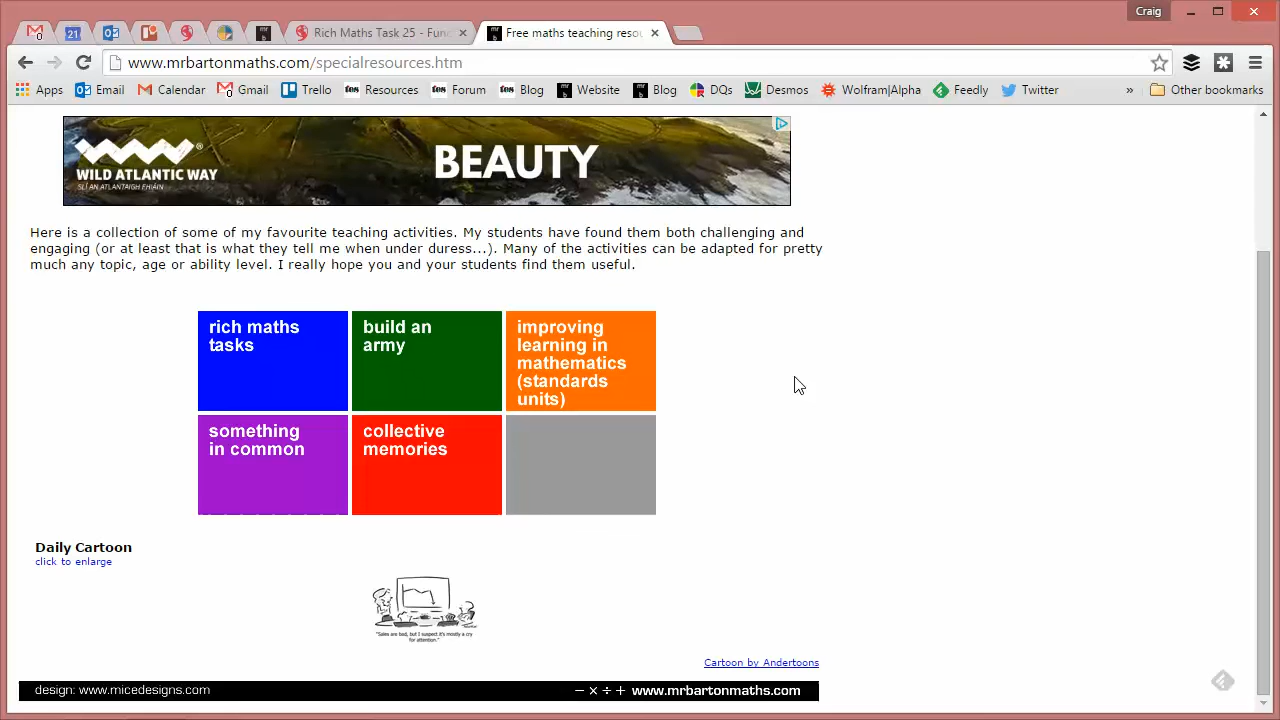 Craig
Rich Maths Task 25 - Func
Free maths teaching resou
www.mrbartonmaths.com/specialresources.htm
Apps Email Calendar Gmail Trello tes Resources tes Forum tes Blog mr b Website mr b Blog DQs Desmos Wolfram|Alpha Feedly Twitter » Other bookmarks
WILD ATLANTIC WAY®
SLÍ AN ATLANTAIGH FHIÁIN
BEAUTY
Here is a collection of some of my favourite teaching activities. My students have found them both challenging and
engaging (or at least that is what they tell me when under duress...). Many of the activities can be adapted for pretty
much any topic, age or ability level. I really hope you and your students find them useful.
rich maths
tasks
build an
army
improving
learning in
mathematics
(standards
units)
something
in common
collective
memories
Daily Cartoon
click to enlarge
"Sales are bad, but I suspect it's mostly a cry
for attention."
Cartoon by Andertoons
design: www.micedesigns.com
− × ÷ + www.mrbartonmaths.com